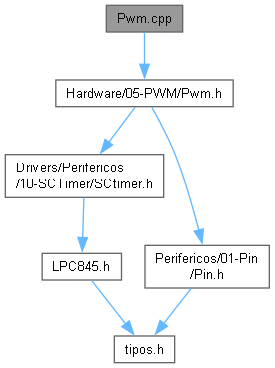 Pwm.cpp
Hardware/05-PWM/Pwm.h
Drivers/Perifericos
/10-SCTimer/SCtimer.h
LPC845.h
Perifericos/01-Pin
/Pin.h
tipos.h